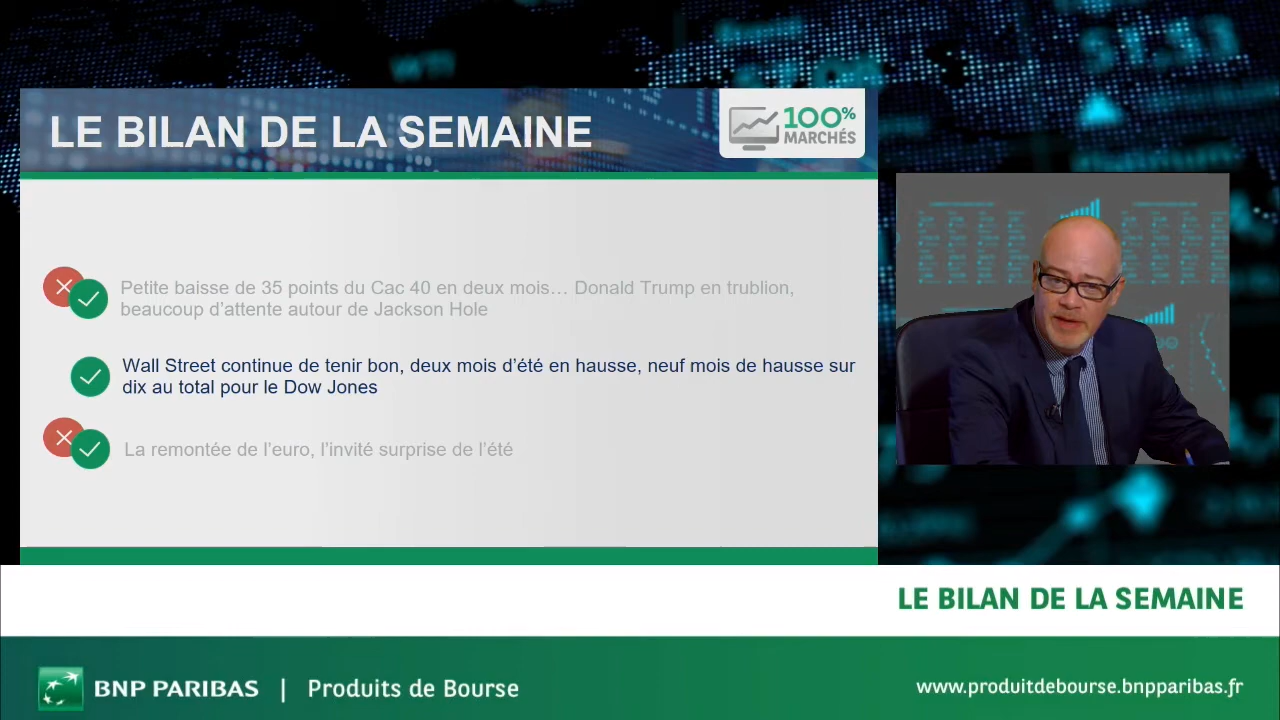 LE BILAN DE LA SEMAINE
100%
MARCHÉS
Petite baisse de 35 points du Cac 40 en deux mois… Donald Trump en trublion,
beaucoup d'attente autour de Jackson Hole
Wall Street continue de tenir bon, deux mois d'été en hausse, neuf mois de hausse sur
dix au total pour le Dow Jones
La remontée de l'euro, l'invité surprise de l'été
LE BILAN DE LA SEMAINE
BNP PARIBAS | Produits de Bourse
www.produitdebourse.bnpparibas.fr